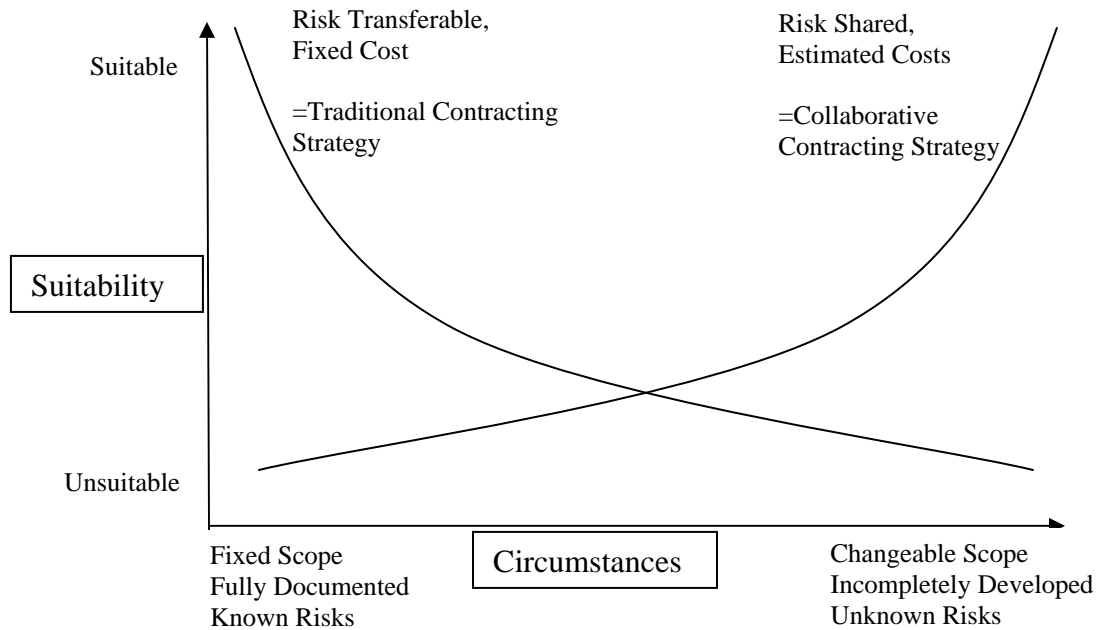 Risk Transferable,
Fixed Cost
=Traditional Contracting
Strategy
Risk Shared,
Estimated Costs
=Collaborative
Contracting Strategy
Suitable
Suitability
Unsuitable
Fixed Scope
Fully Documented
Known Risks
Circumstances
Changeable Scope
Incompletely Developed
Unknown Risks